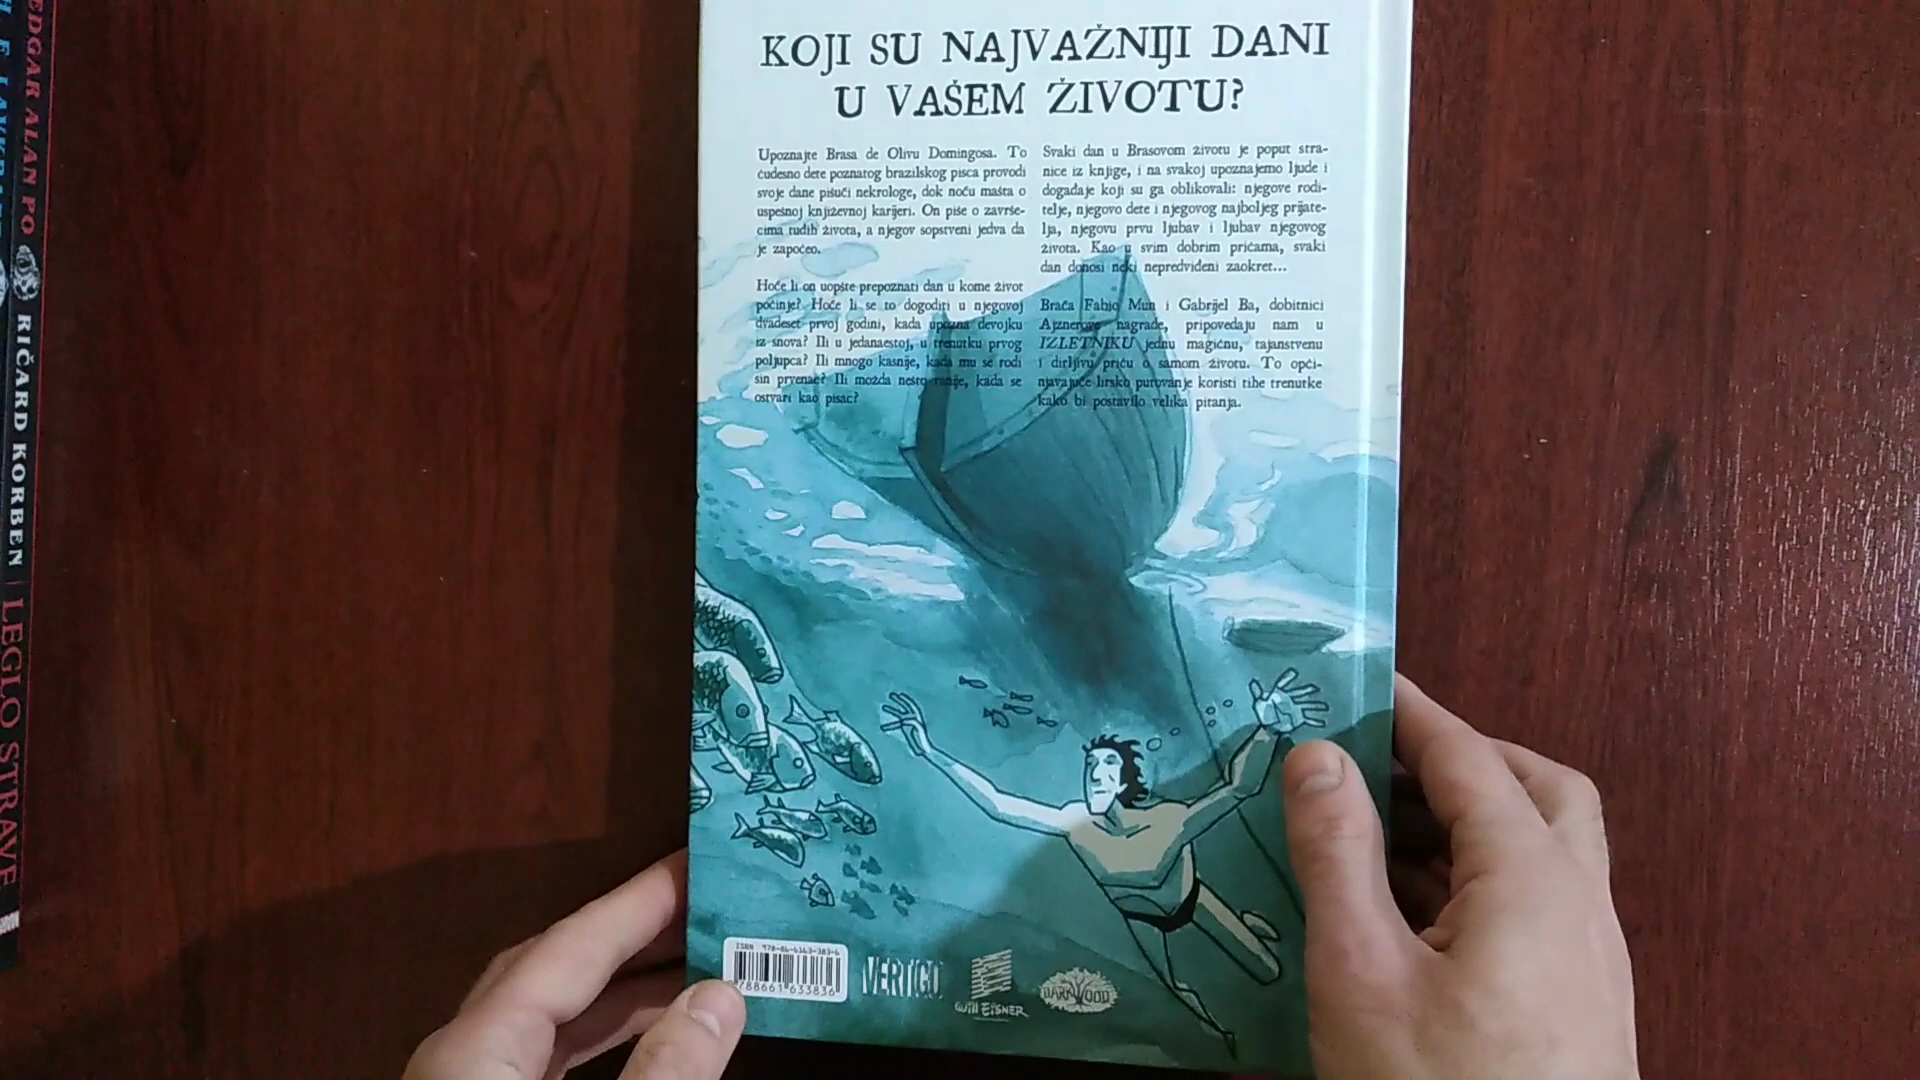 EDGAR ALAN PO
RIČARD KORBEN
LEGLO STRAVE
KOJI SU NAJVAŽNIJI DANI
U VAŠEM ŽIVOTU?
Upoznajte Brasa de Olivu Domingosa. To
čudesno dete poznatog brazilskog pisca provodi
svoje dane pišući nekrologe, dok noću mašta o
uspešnoj književnoj karijeri. On piše o završe-
cima tuđih života, a njegov sopstveni jedva da
je započeo.
Hoće li on uopšte prepoznati dan u kome život
počinje? Hoće li se to dogoditi u njegovoj
dvadeset prvoj godini, kada upozna devojku
iz snova? Ili u jedanaestoj, u trenutku prvog
poljupca? Ili mnogo kasnije, kada mu se rodi
sin prvenac? Ili možda nešto ranije, kada se
ostvari kao pisac?
Svaki dan u Brasovom životu je poput stra-
nice iz knjige, i na svakoj upoznajemo ljude i
događaje koji su ga oblikovali: njegove rodi-
telje, njegovo dete i njegovog najboljeg prijate-
lja, njegovu prvu ljubav i ljubav njegovog
života. Kao u svim dobrim pričama, svaki
dan donosi neki nepredviđeni zaokret...
Braća Fabio Mun i Gabrijel Ba, dobitnici
Ajznerove nagrade, pripovedaju nam u
IZLETNIKU jednu magičnu, tajanstvenu
i dirljivu priču o samom životu. To opči-
njavajuće lirsko putovanje koristi tihe trenutke
kako bi postavilo velika pitanja.
ISBN 978-86-6163-383-6
788661 633836
VERTIGO
Will Eisner
DARKWOOD